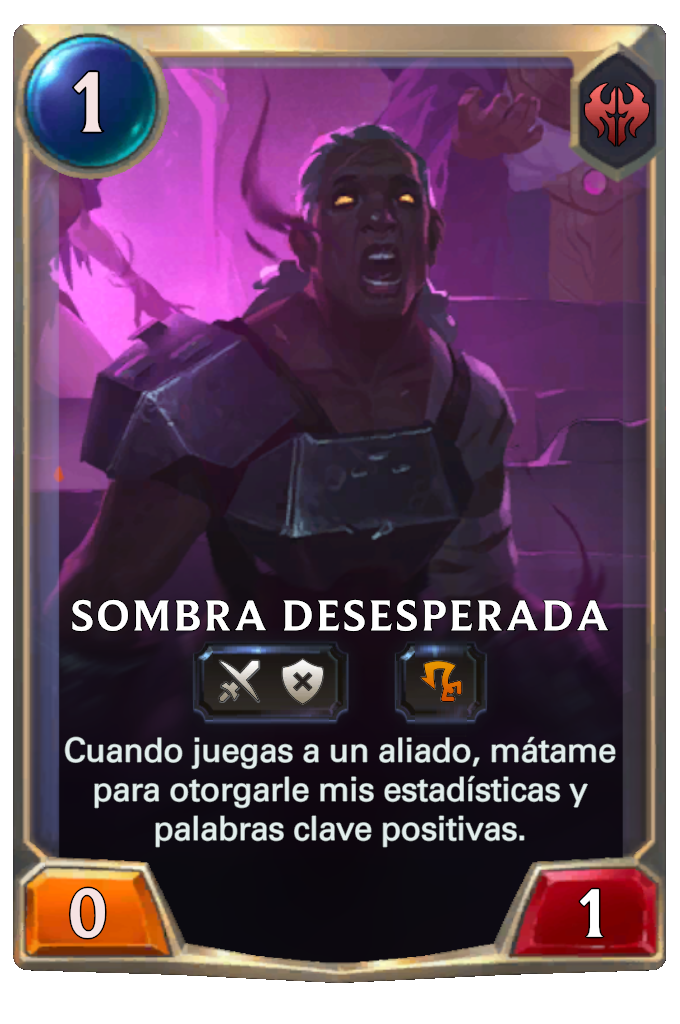 1
SOMBRA DESESPERADA
Cuando juegas a un aliado, mátame
para otorgarle mis estadísticas y
palabras clave positivas.
0
1